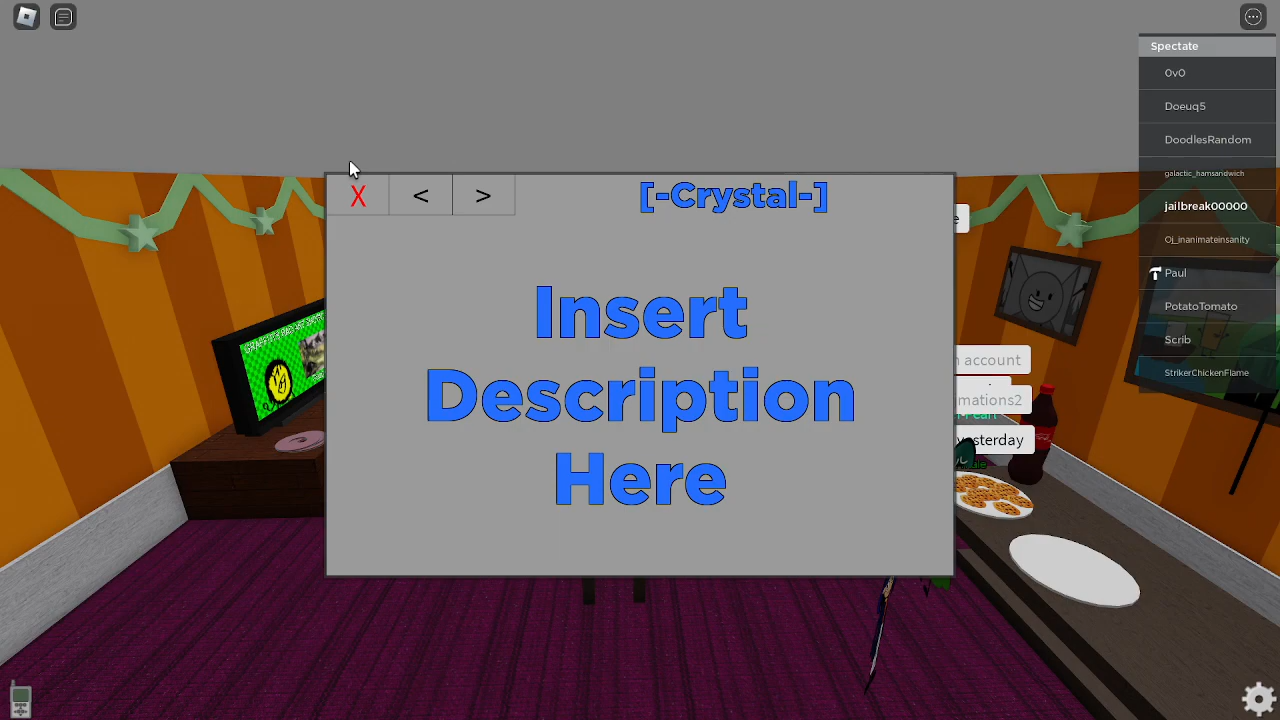 Spectate
0v0
Doeuq5
DoodlesRandom
galactic_hamsandwich
jailbreak00000
OJ_inanimateinsanity
Paul
PotatoTomato
Scrib
StrikerChickenFlame
X < > [-Crystal-]
Insert
Description
Here
account
mations2
yesterday